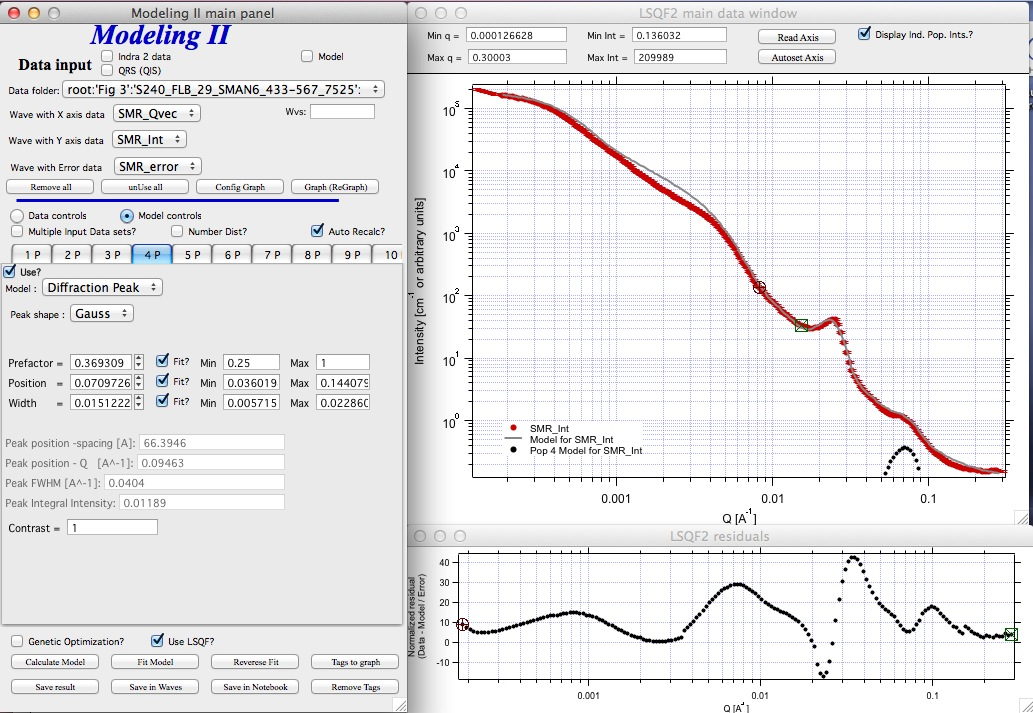 Modeling II main panel
Modeling II
Data input
Indra 2 data
Model
QRS (QIS)
Data folder: root:'Fig 3':'S240_FLB_29_SMAN6_433-567_7525':
Wave with X axis data SMR_Qvec Wvs:
Wave with Y axis data SMR_Int
Wave with Error data SMR_error
Remove all unUse all Config Graph Graph (ReGraph)
Data controls Model controls
Multiple Input Data sets? Number Dist? Auto Recalc?
1 P 2 P 3 P 4 P 5 P 6 P 7 P 8 P 9 P 10
Use?
Model : Diffraction Peak
Peak shape : Gauss
Prefactor = 0.369309 Fit? Min 0.25 Max 1
Position = 0.0709726 Fit? Min 0.036019 Max 0.144079
Width = 0.0151222 Fit? Min 0.005715 Max 0.022860
Peak position -spacing [A]: 66.3946
Peak position - Q [A^-1]: 0.09463
Peak FWHM [A^-1]: 0.0404
Peak Integral Intensity: 0.01189
Contrast = 1
Genetic Optimization? Use LSQF?
Calculate Model Fit Model Reverese Fit Tags to graph
Save result Save in Waves Save in Notebook Remove Tags
LSQF2 main data window
Min q = 0.000126628 Min Int = 0.136032 Read Axis Display Ind. Pop. Ints.?
Max q = 0.30003 Max Int = 209989 Autoset Axis
Intensity [cm-1 or arbitrary units]
10^5
10^4
10^3
10^2
10^1
10^0
SMR_Int
Model for SMR_Int
Pop 4 Model for SMR_Int
0.001 0.01 0.1
Q [A-1]
LSQF2 residuals
Normalized residual
(Data - Model / Error)
40
30
20
10
0
-10
0.001 0.01 0.1
Q [A-1]